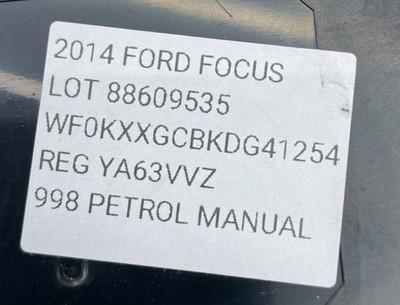 2014 FORD FOCUS
LOT 88609535
WF0KXXGCBKDG41254
REG YA63VVZ
998 PETROL MANUAL